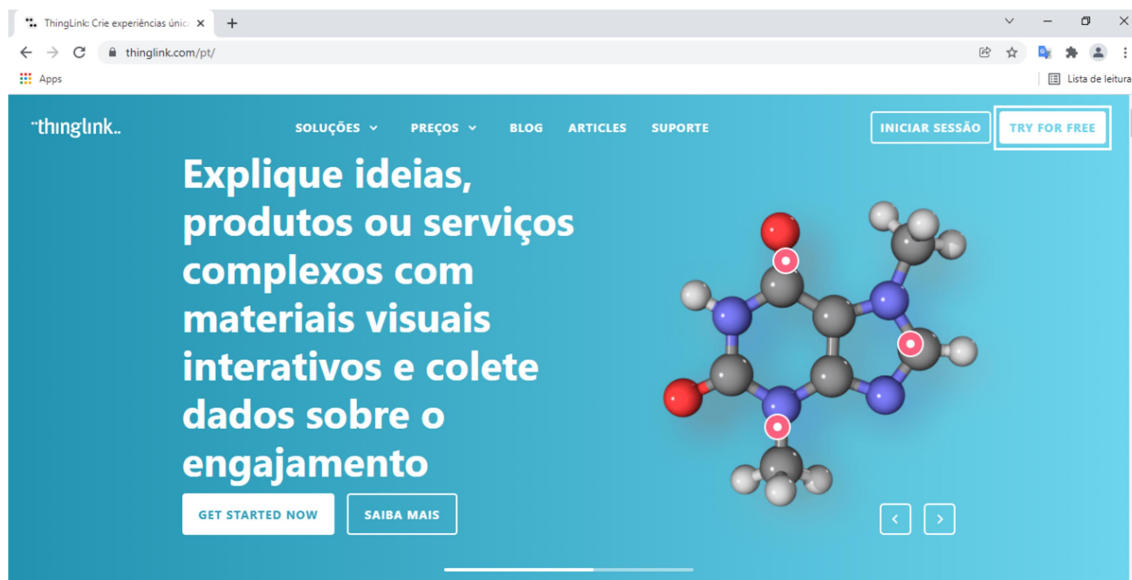 ThingLink: Crie experiências únic
thinglink.com/pt/
Apps
Lista de leitura
thinglink..
SOLUÇÕES
PREÇOS
BLOG
ARTICLES
SUPORTE
INICIAR SESSÃO
TRY FOR FREE
Explique ideias,
produtos ou serviços
complexos com
materiais visuais
interativos e colete
dados sobre o
engajamento
GET STARTED NOW
SAIBA MAIS